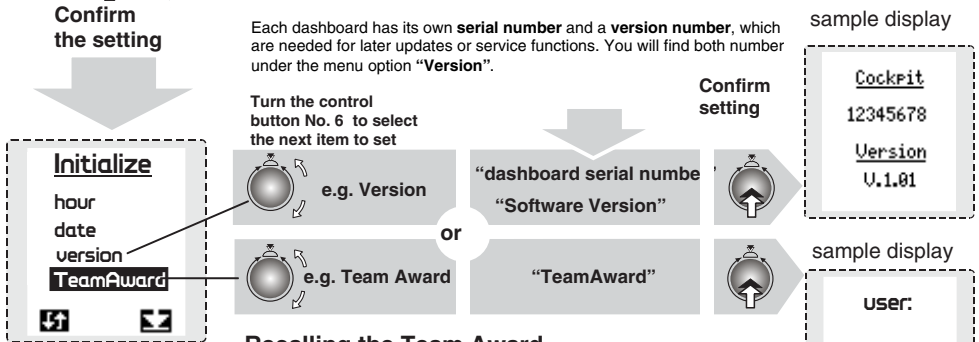 Confirm
the setting
Each dashboard has its own serial number and a version number, which
are needed for later updates or service functions. You will find both number
under the menu option “Version”.
sample display
Turn the control
button No. 6 to select
the next item to set
Confirm
setting
Cockpit
12345678
Version
V.1.01
Initialize
hour
date
version
TeamAward
e.g. Version
“dashboard serial numbe”
“Software Version”
or
e.g. Team Award
“TeamAward”
sample display
user: